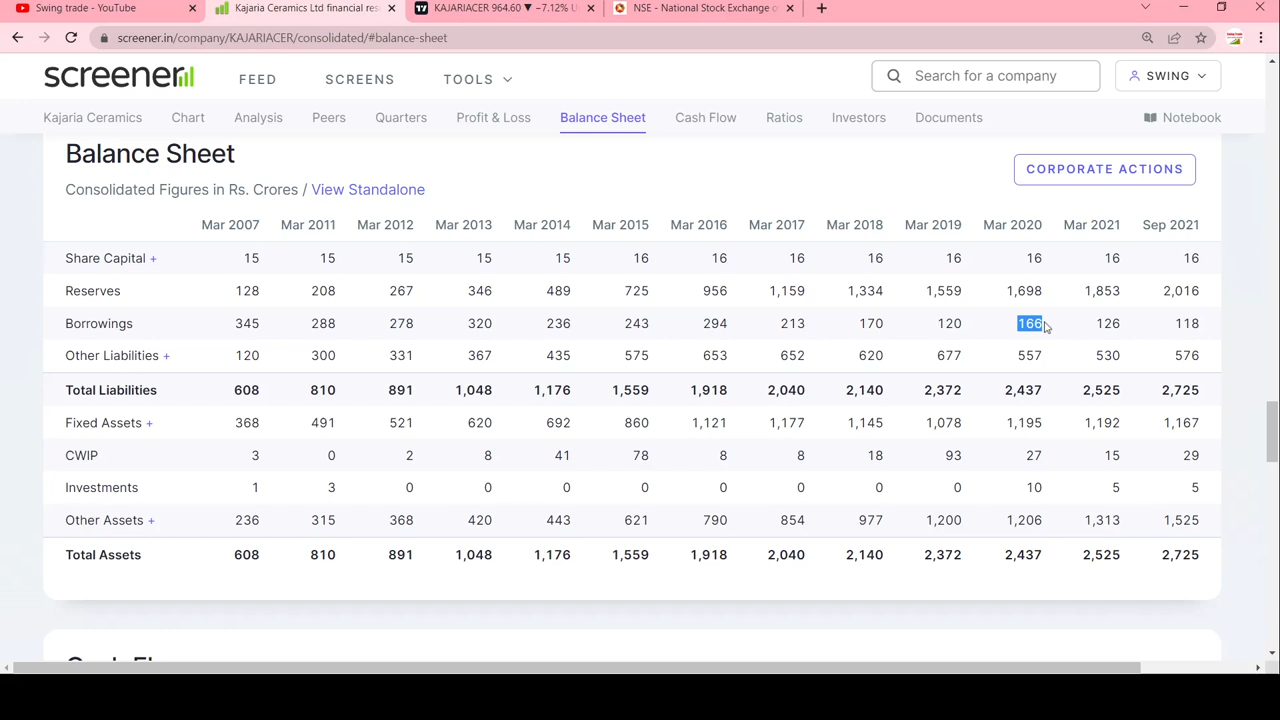 Swing trade - YouTube × Kajaria Ceramics Ltd financial res × KAJARIACER 964.60 ▼ −7.12% U × NSE - National Stock Exchange o × +
screener.in/company/KAJARIACER/consolidated/#balance-sheet
screener FEED SCREENS TOOLS Search for a company SWING
Kajaria Ceramics Chart Analysis Peers Quarters Profit & Loss Balance Sheet Cash Flow Ratios Investors Documents Notebook
Balance Sheet
CORPORATE ACTIONS
Consolidated Figures in Rs. Crores / View Standalone
Mar 2007 Mar 2011 Mar 2012 Mar 2013 Mar 2014 Mar 2015 Mar 2016 Mar 2017 Mar 2018 Mar 2019 Mar 2020 Mar 2021 Sep 2021
Share Capital + 15 15 15 15 15 16 16 16 16 16 16 16 16
Reserves 128 208 267 346 489 725 956 1,159 1,334 1,559 1,698 1,853 2,016
Borrowings 345 288 278 320 236 243 294 213 170 120 166 126 118
Other Liabilities + 120 300 331 367 435 575 653 652 620 677 557 530 576
Total Liabilities 608 810 891 1,048 1,176 1,559 1,918 2,040 2,140 2,372 2,437 2,525 2,725
Fixed Assets + 368 491 521 620 692 860 1,121 1,177 1,145 1,078 1,195 1,192 1,167
CWIP 3 0 2 8 41 78 8 8 18 93 27 15 29
Investments 1 3 0 0 0 0 0 0 0 0 10 5 5
Other Assets + 236 315 368 420 443 621 790 854 977 1,200 1,206 1,313 1,525
Total Assets 608 810 891 1,048 1,176 1,559 1,918 2,040 2,140 2,372 2,437 2,525 2,725